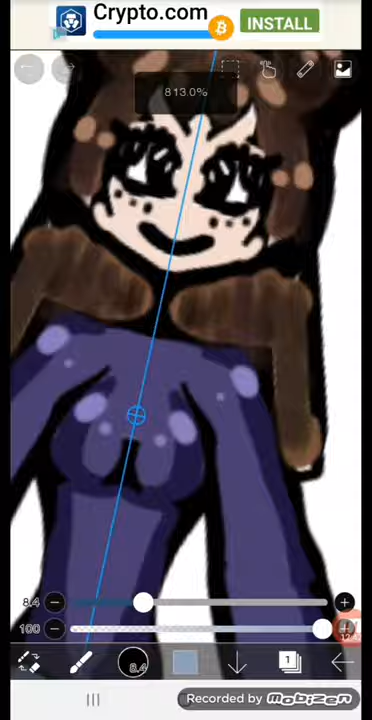 Crypto.com
INSTALL
813.0%
8.4
100
8.4
1
Recorded by MOBIZEN